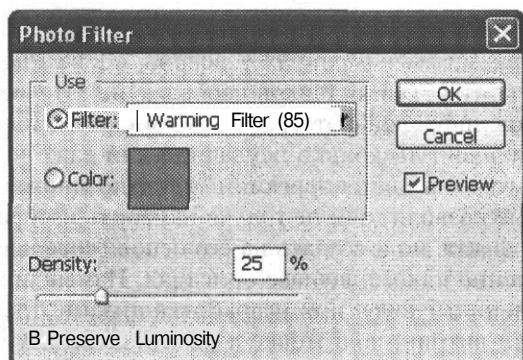 Photo Filter
Use
Filter: Warming Filter (85)
Color:
OK
Cancel
Preview
Density: 25 %
B Preserve Luminosity